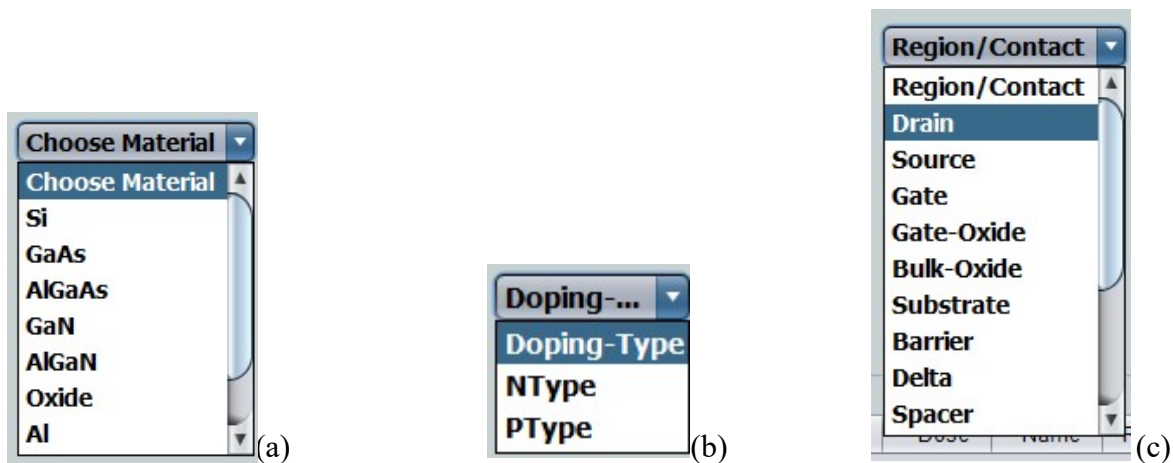 Choose Material
Choose Material
Si
GaAs
AlGaAs
GaN
AlGaN
Oxide
Al
(a)
Doping-...
Doping-Type
NType
PType
(b)
Region/Contact
Region/Contact
Drain
Source
Gate
Gate-Oxide
Bulk-Oxide
Substrate
Barrier
Delta
Spacer
(c)